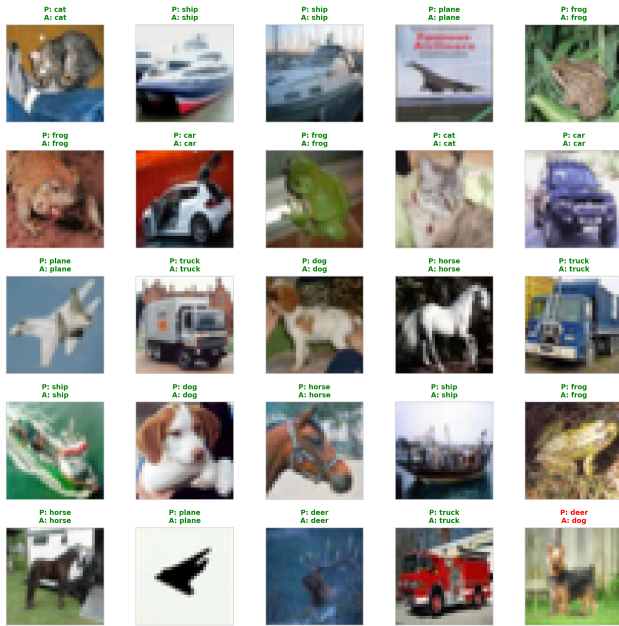 P: cat
A: cat
P: ship
A: ship
P: ship
A: ship
P: plane
A: plane
P: frog
A: frog
P: frog
A: frog
P: car
A: car
P: frog
A: frog
P: cat
A: cat
P: car
A: car
P: plane
A: plane
P: truck
A: truck
P: dog
A: dog
P: horse
A: horse
P: truck
A: truck
P: ship
A: ship
P: dog
A: dog
P: horse
A: horse
P: ship
A: ship
P: frog
A: frog
P: horse
A: horse
P: plane
A: plane
P: deer
A: deer
P: truck
A: truck
P: deer
A: dog